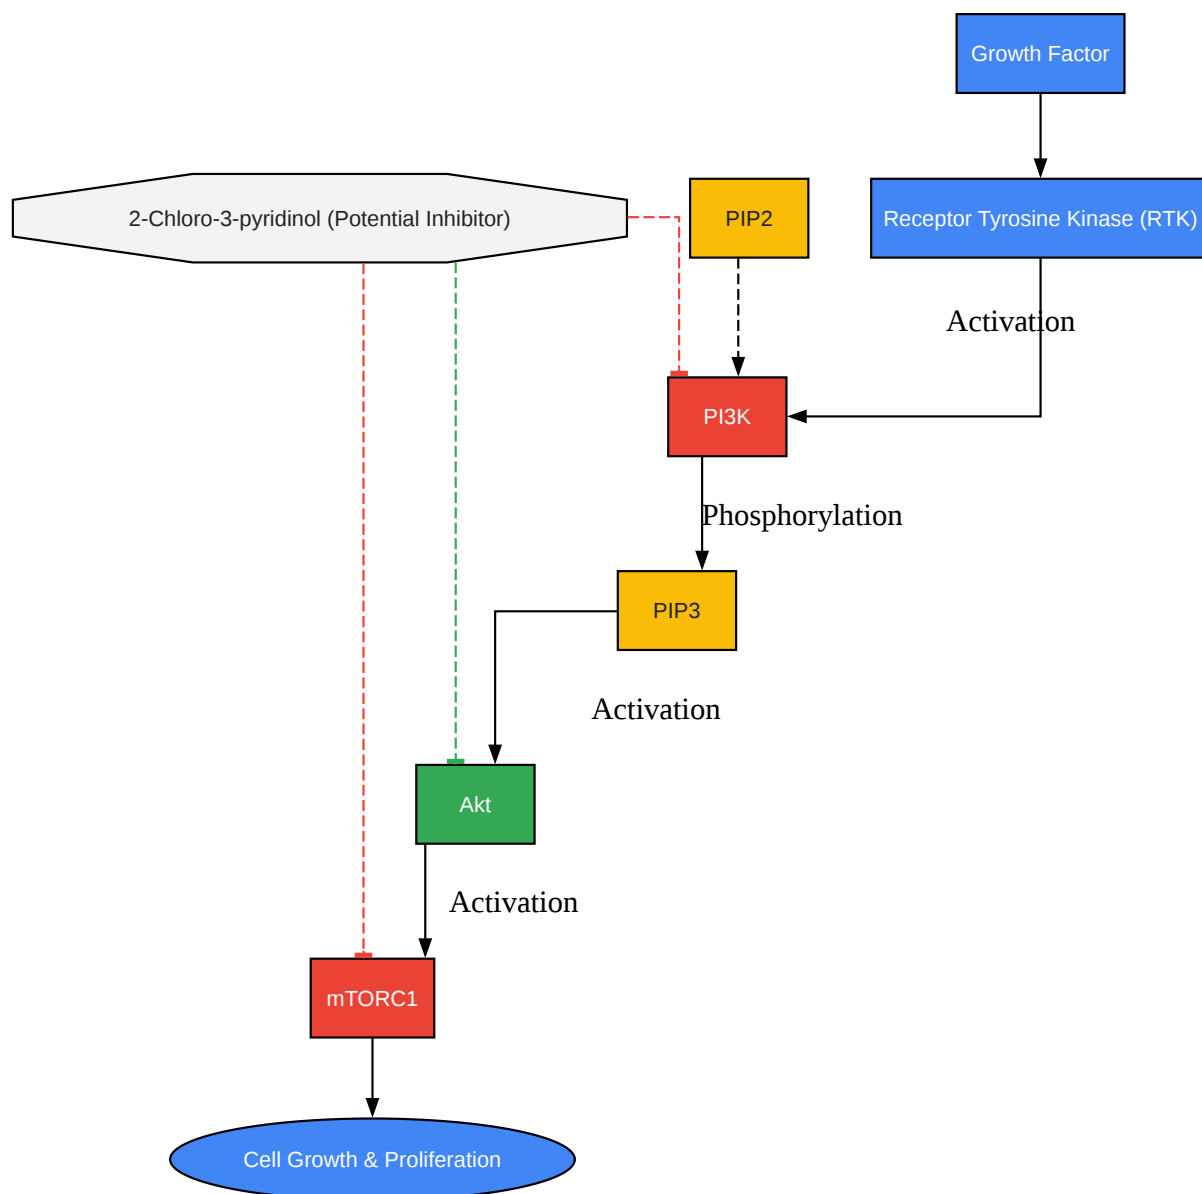 Growth Factor
2-Chloro-3-pyridinol (Potential Inhibitor)
PIP2
Receptor Tyrosine Kinase (RTK)
Activation
PI3K
Phosphorylation
PIP3
Activation
Akt
Activation
mTORC1
Cell Growth & Proliferation